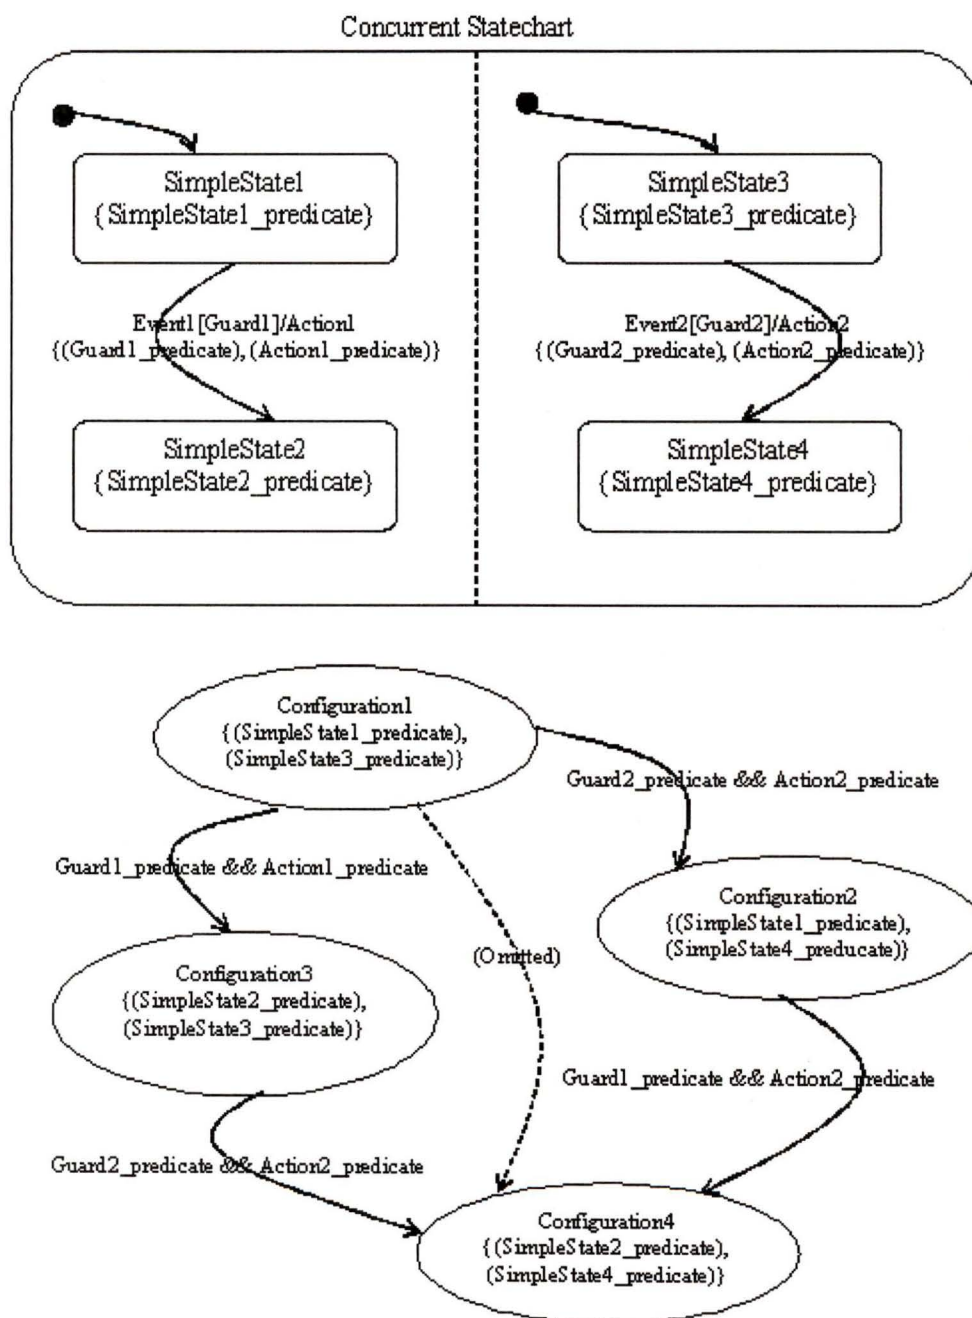 Concurrent Statechart
SimpleState1
{SimpleState1_predicate}
SimpleState3
{SimpleState3_predicate}
Event1[Guard1]/Action1
{(Guard1_predicate), (Action1_predicate)}
Event2[Guard2]/Action2
{(Guard2_predicate), (Action2_predicate)}
SimpleState2
{SimpleState2_predicate}
SimpleState4
{SimpleState4_predicate}
Configuration1
{(SimpleState1_predicate),
(SimpleState3_predicate)}
Guard2_predicate && Action2_predicate
Guard1_predicate && Action1_predicate
Configuration2
{(SimpleState1_predicate),
(SimpleState4_preducate)}
(Omitted)
Configuration3
{(SimpleState2_predicate),
(SimpleState3_predicate)}
Guard1_predicate && Action2_predicate
Guard2_predicate && Action2_predicate
Configuration4
{(SimpleState2_predicate),
(SimpleState4_predicate)}